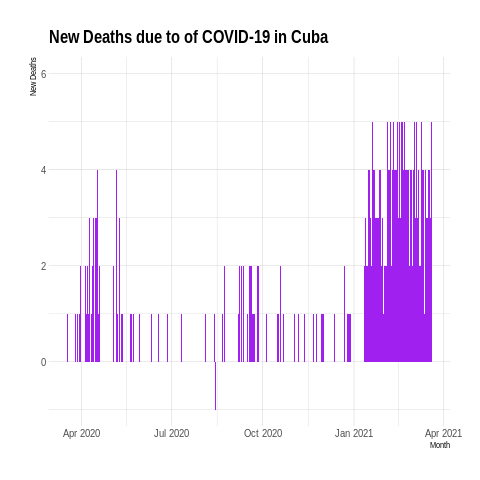 New Deaths due to of COVID-19 in Cuba
New Deaths
6
4
2
0
Apr 2020 Jul 2020 Oct 2020 Jan 2021 Apr 2021
Month